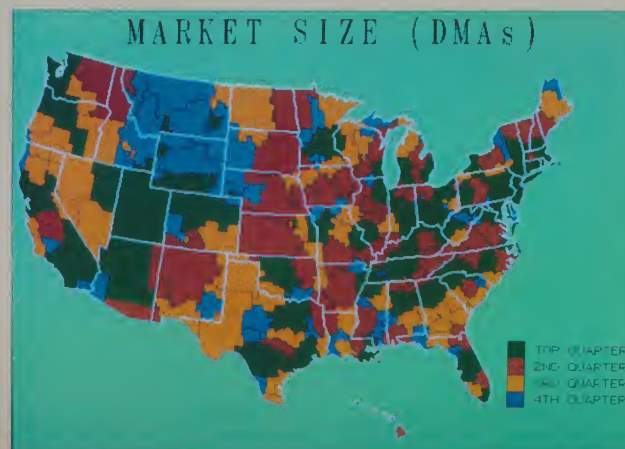 MARKET SIZE (DMAs)
TOP QUARTER
2ND QUARTER
3RD QUARTER
4TH QUARTER